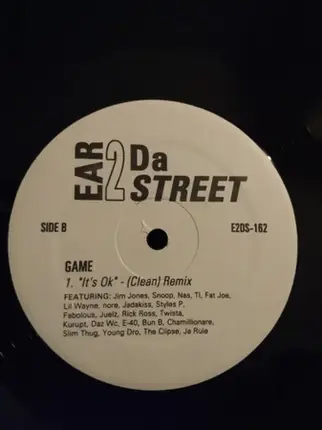 EAR 2 Da STREET
SIDE B
E2DS-162
GAME
1. "It's Ok" - (Clean) Remix
FEATURING: Jim Jones, Snoop, Nas, TI, Fat Joe,
Lil Wayne, nore, Jadakiss, Styles P,
Fabolous, Juelz, Rick Ross, Twista,
Kurupt, Daz Wc, E-40, Bun B, Chamillionare,
Slim Thug, Young Dro, The Clipse, Ja Rule